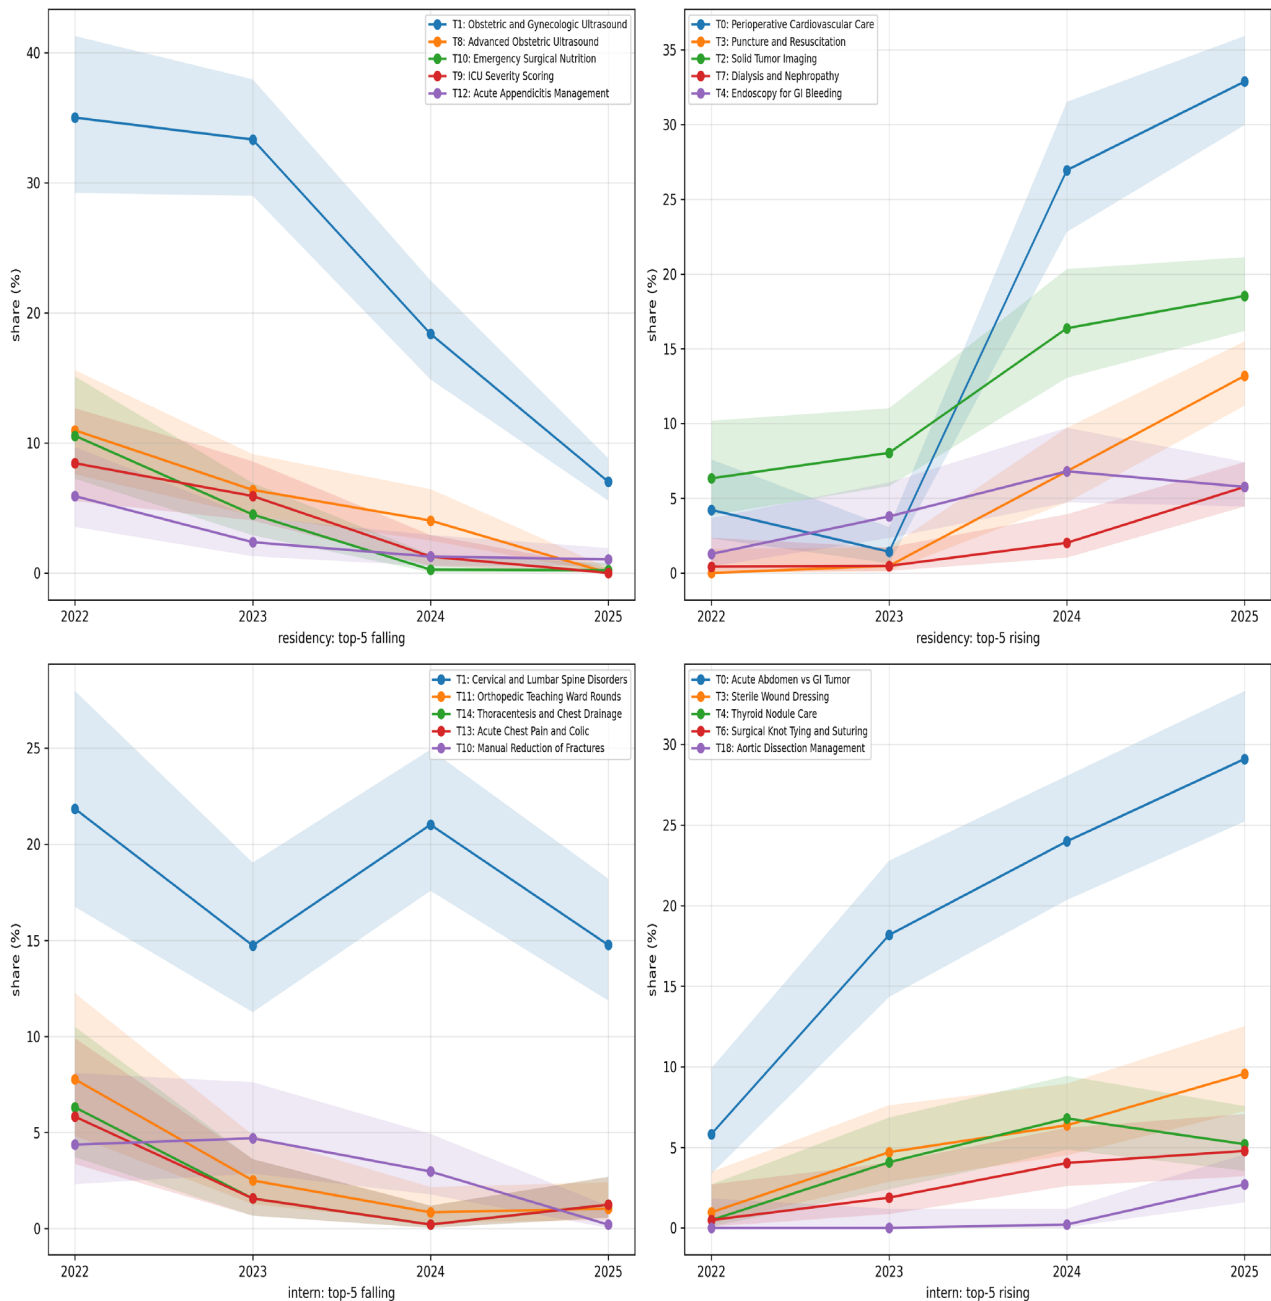 T1: Obstetric and Gynecologic Ultrasound
T8: Advanced Obstetric Ultrasound
T10: Emergency Surgical Nutrition
T9: ICU Severity Scoring
T12: Acute Appendicitis Management
40
30
20
10
0
share (%)
2022
2023
2024
2025
residency: top-5 falling
T0: Perioperative Cardiovascular Care
T3: Puncture and Resuscitation
T2: Solid Tumor Imaging
T7: Dialysis and Nephropathy
T4: Endoscopy for GI Bleeding
35
30
25
20
15
10
5
0
share (%)
2022
2023
2024
2025
residency: top-5 rising
T1: Cervical and Lumbar Spine Disorders
T11: Orthopedic Teaching Ward Rounds
T14: Thoracentesis and Chest Drainage
T13: Acute Chest Pain and Colic
T10: Manual Reduction of Fractures
25
20
15
10
5
0
share (%)
2022
2023
2024
2025
intern: top-5 falling
T0: Acute Abdomen vs GI Tumor
T3: Sterile Wound Dressing
T4: Thyroid Nodule Care
T6: Surgical Knot Tying and Suturing
T18: Aortic Dissection Management
30
25
20
15
10
5
0
share (%)
2022
2023
2024
2025
intern: top-5 rising